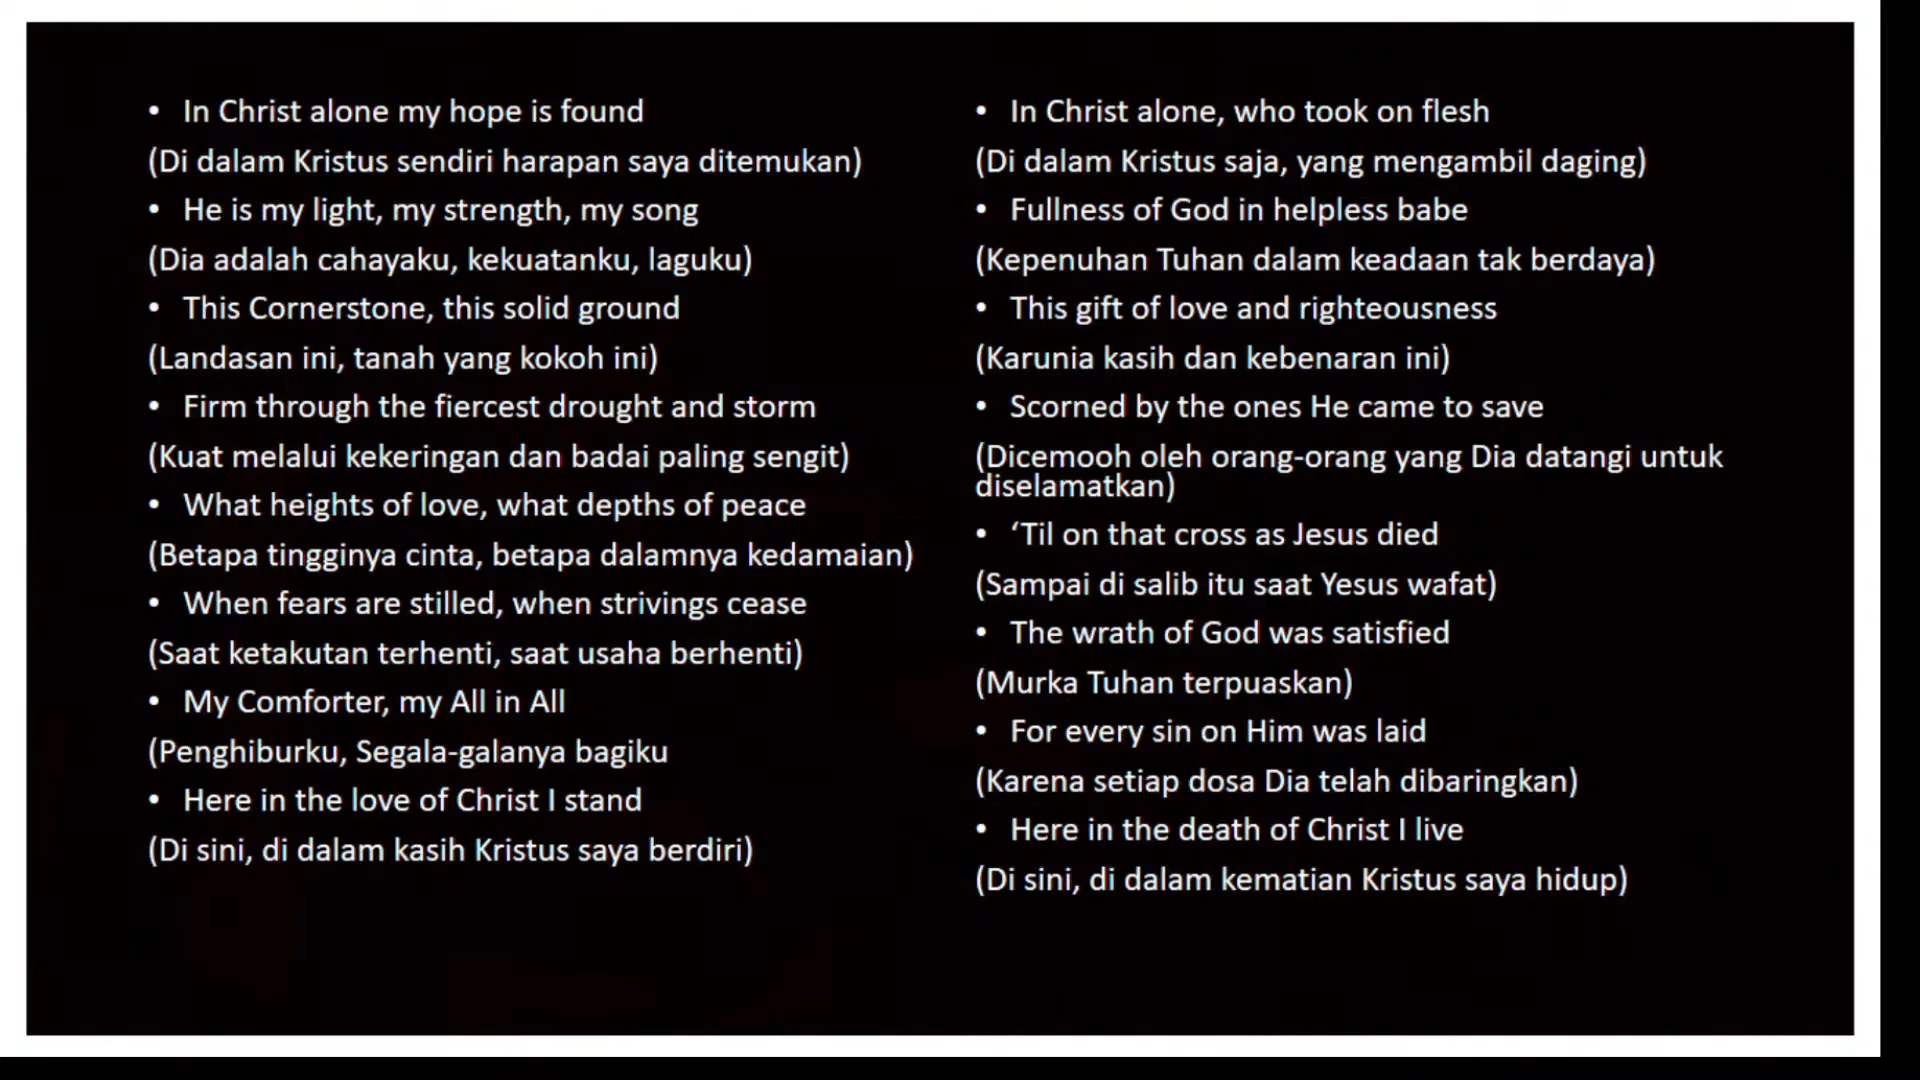 • In Christ alone my hope is found
(Di dalam Kristus sendiri harapan saya ditemukan)
• He is my light, my strength, my song
(Dia adalah cahayaku, kekuatanku, laguku)
• This Cornerstone, this solid ground
(Landasan ini, tanah yang kokoh ini)
• Firm through the fiercest drought and storm
(Kuat melalui kekeringan dan badai paling sengit)
• What heights of love, what depths of peace
(Betapa tingginya cinta, betapa dalamnya kedamaian)
• When fears are stilled, when strivings cease
(Saat ketakutan terhenti, saat usaha berhenti)
• My Comforter, my All in All
(Penghiburku, Segala-galanya bagiku
• Here in the love of Christ I stand
(Di sini, di dalam kasih Kristus saya berdiri)
• In Christ alone, who took on flesh
(Di dalam Kristus saja, yang mengambil daging)
• Fullness of God in helpless babe
(Kepenuhan Tuhan dalam keadaan tak berdaya)
• This gift of love and righteousness
(Karunia kasih dan kebenaran ini)
• Scorned by the ones He came to save
(Dicemooh oleh orang-orang yang Dia datangi untuk
diselamatkan)
• ‘Til on that cross as Jesus died
(Sampai di salib itu saat Yesus wafat)
• The wrath of God was satisfied
(Murka Tuhan terpuaskan)
• For every sin on Him was laid
(Karena setiap dosa Dia telah dibaringkan)
• Here in the death of Christ I live
(Di sini, di dalam kematian Kristus saya hidup)